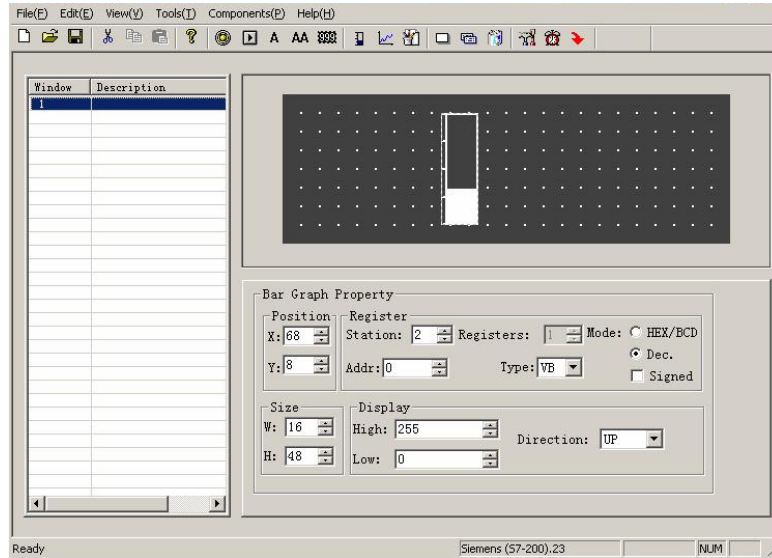 File(F) Edit(E) View(V) Tools(T) Components(P) Help(H)
A AA
Window Description
1
Bar Graph Property
Position Register
X: 68 Station: 2 Registers: 1 Mode: HEX/BCD
Dec.
Y: 8 Addr: 0 Type: VB
Signed
Size Display
W: 16 High: 255
Direction: UP
H: 48 Low: 0
Ready Siemens (S7-200).23 NUM